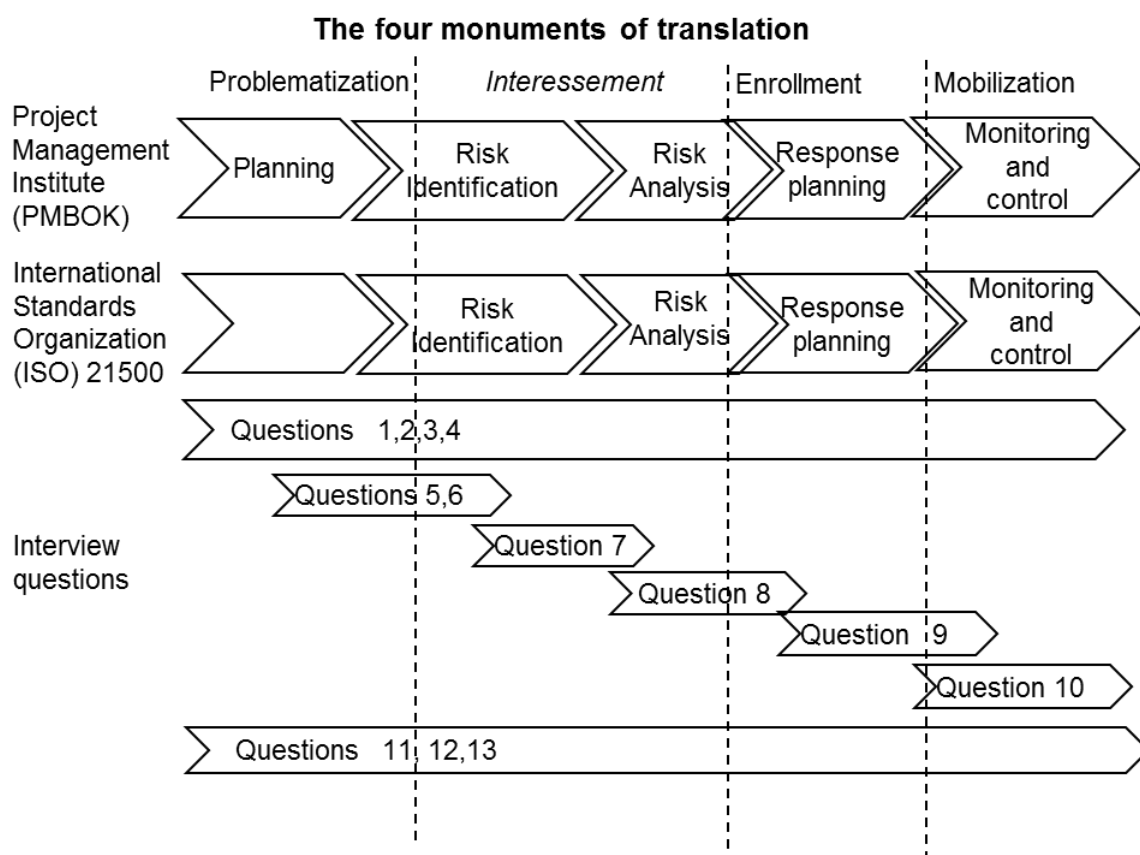 The four monuments of translation
Problematization
Interessement
Enrollment
Mobilization
Project
Management
Institute
(PMBOK)
Planning
Risk
Identification
Risk
Analysis
Response
planning
Monitoring
and
control
International
Standards
Organization
(ISO) 21500
Risk
Identification
Risk
Analysis
Response
planning
Monitoring
and
control
Questions 1,2,3,4
Questions 5,6
Interview
questions
Question 7
Question 8
Question 9
Question 10
Questions 11, 12,13